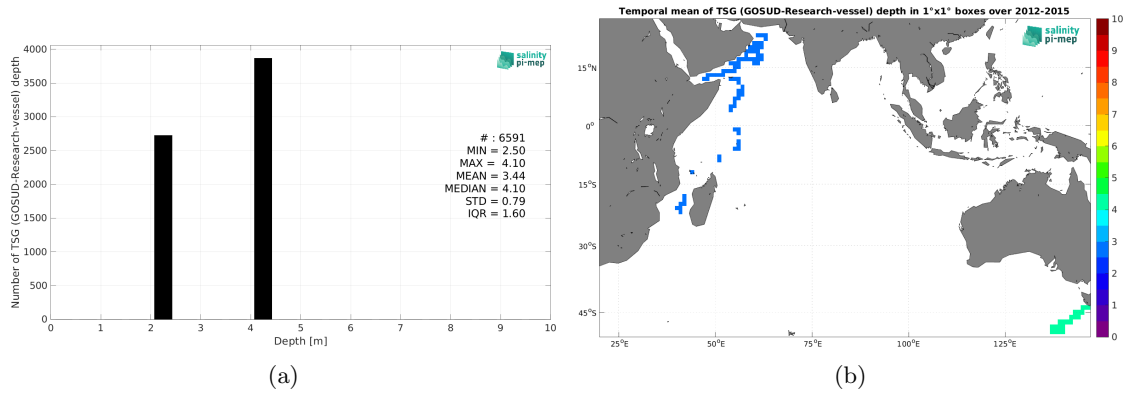 4000
3500
3000
2500
2000
1500
1000
500
0
Number of TSG (GOSUD-Research-vessel) depth
0 1 2 3 4 5 6 7 8 9 10
Depth [m]
salinity
pi-mep
# : 6591
MIN = 2.50
MAX = 4.10
MEAN = 3.44
MEDIAN = 4.10
STD = 0.79
IQR = 1.60
(a)
Temporal mean of TSG (GOSUD-Research-vessel) depth in 1°x1° boxes over 2012-2015
salinity
pi-mep
15°N
0°
15°S
30°S
45°S
25°E 50°E 75°E 100°E 125°E
10
9
8
7
6
5
4
3
2
1
0
(b)